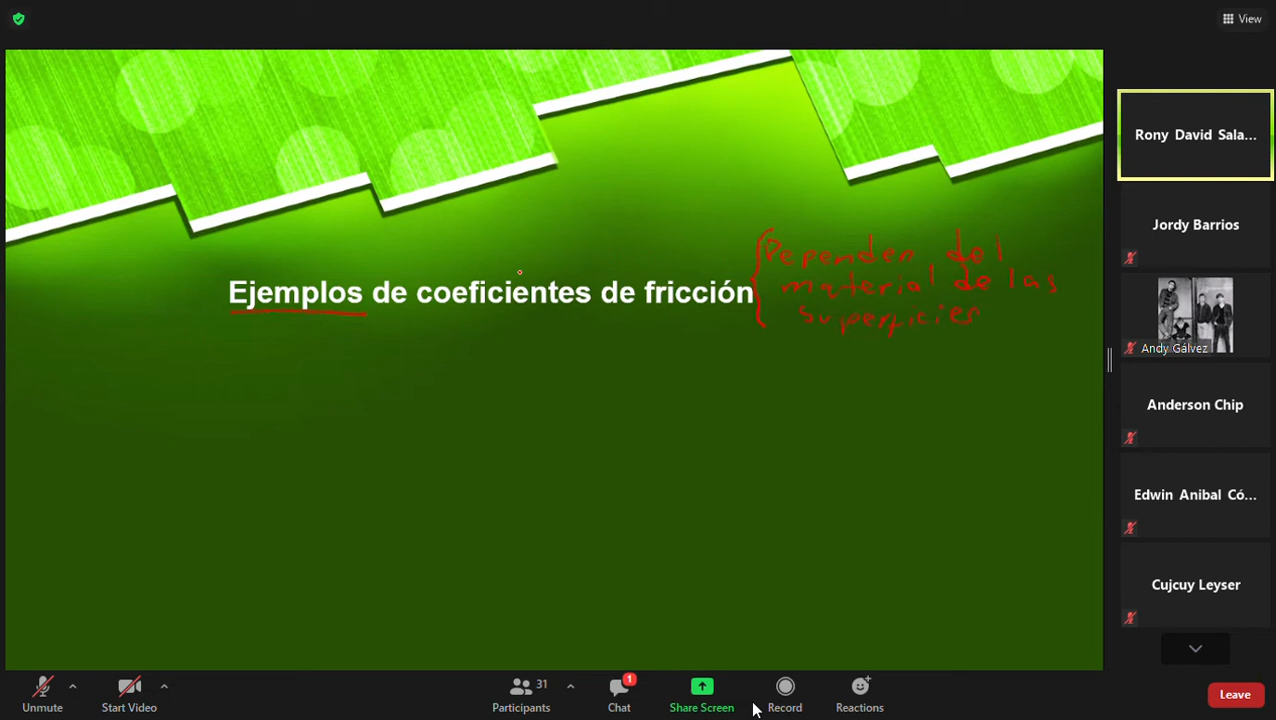 View
Rony David Sala...
Jordy Barrios
Andy Gálvez
Anderson Chip
Edwin Anibal Có...
Cujcuy Leyser
Ejemplos de coeficientes de fricción
Dependen del
material de las
superficies
Unmute
Start Video
31
Participants
1
Chat
Share Screen
Record
Reactions
Leave